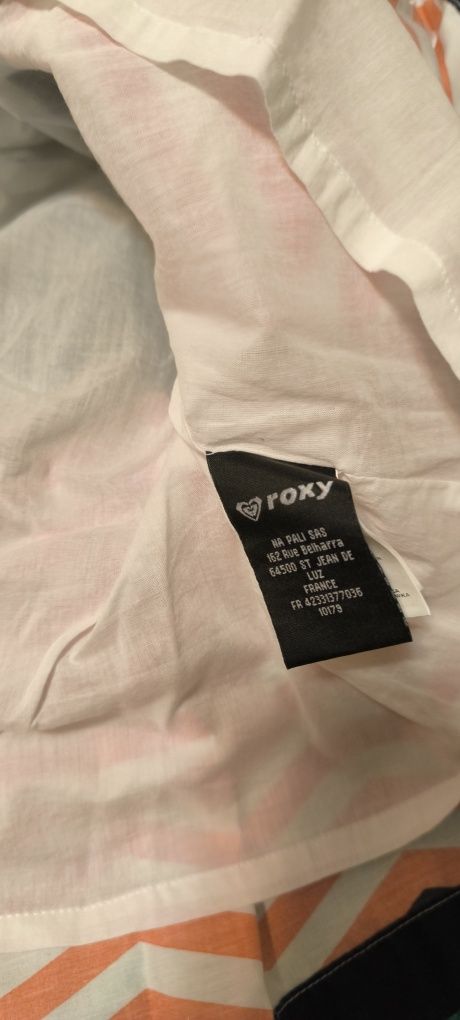 roxy
NA PALI SAS
162 Rue Belharra
64500 ST JEAN DE
LUZ
FRANCE
FR 42331377036
10179